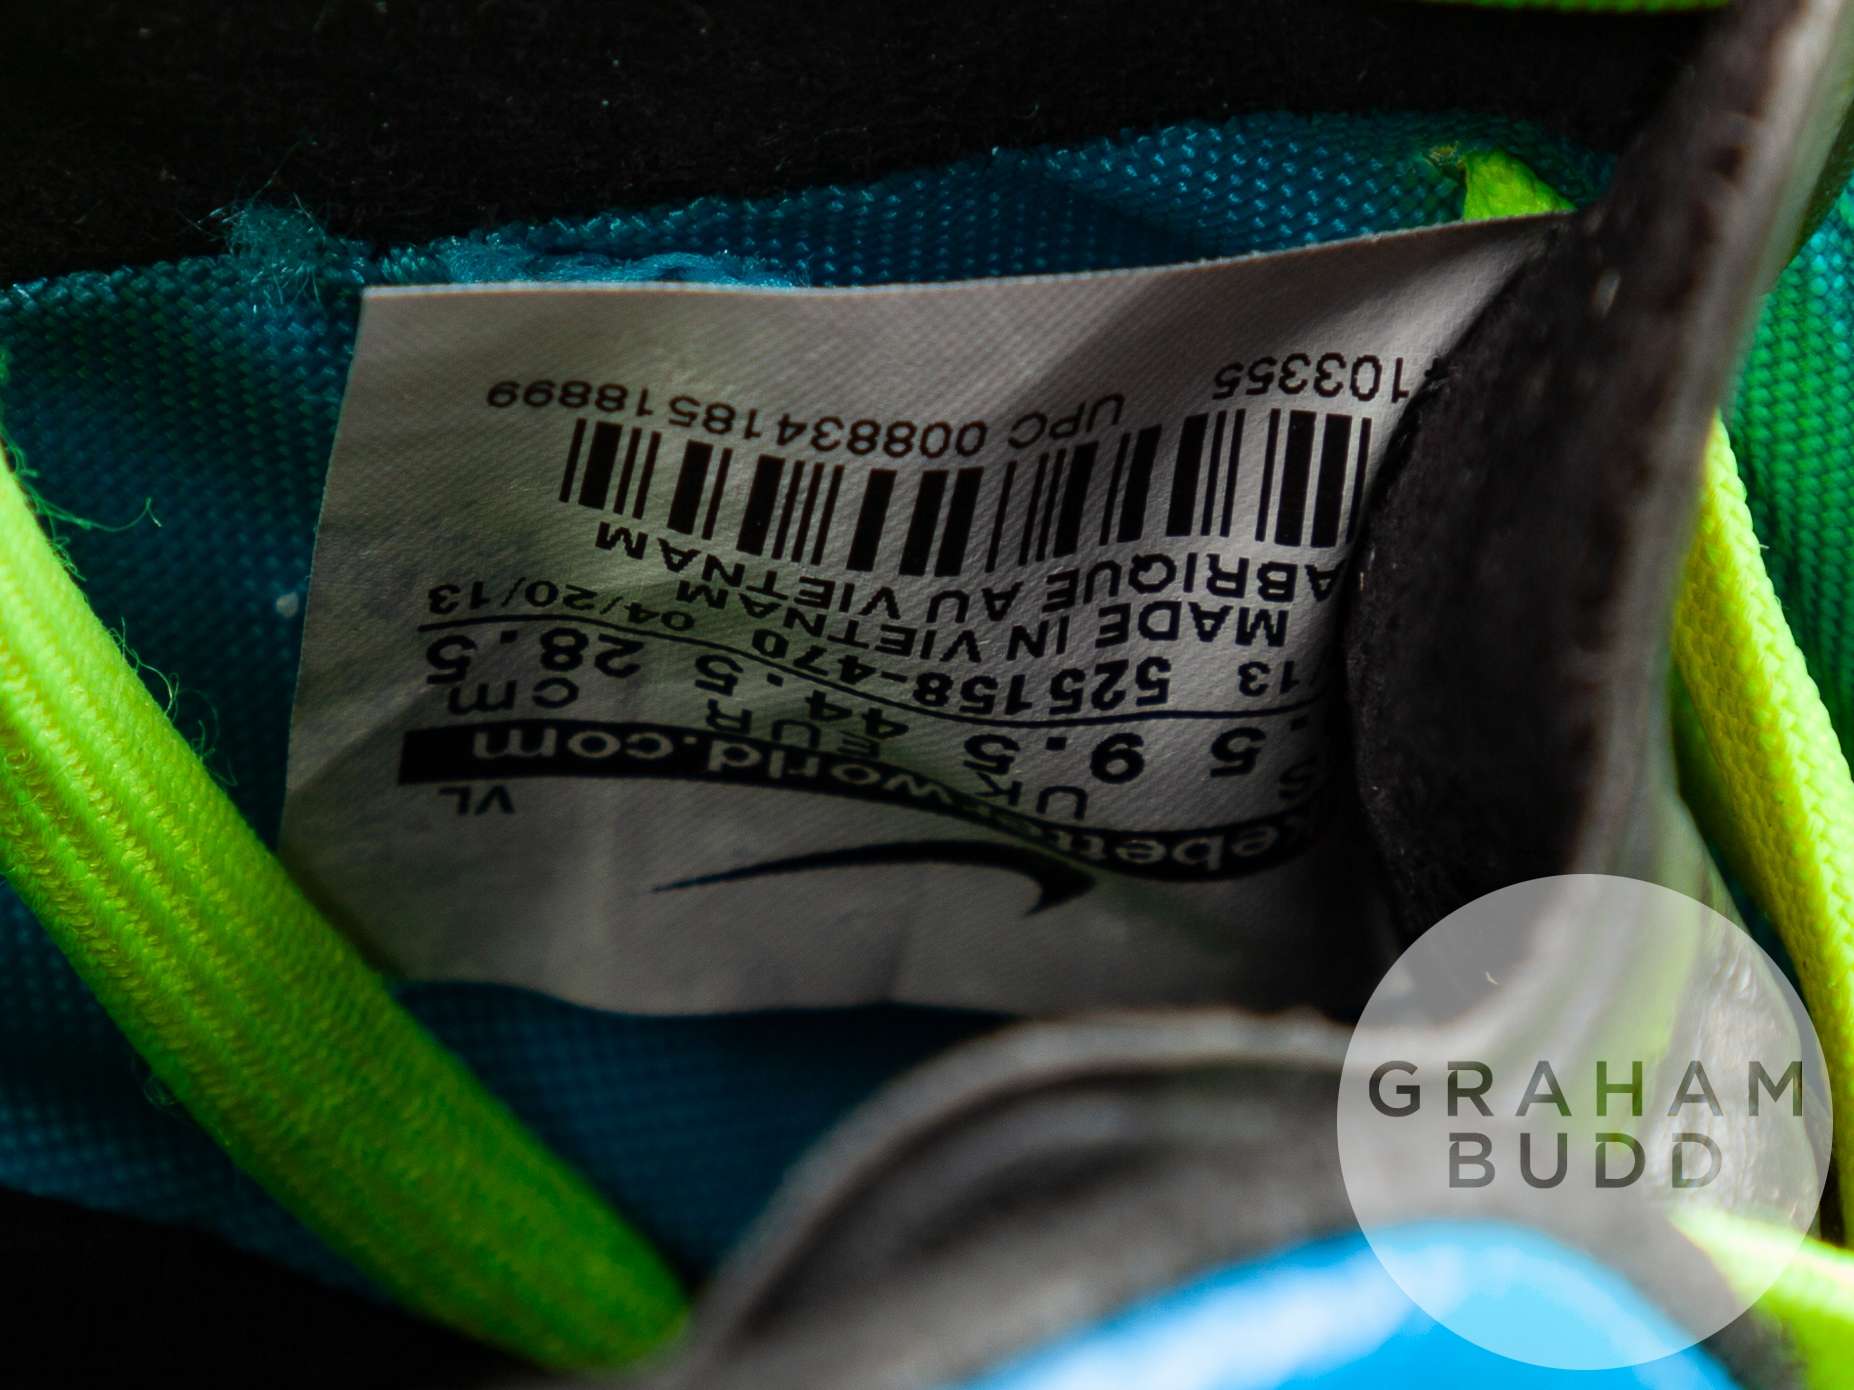 VL
kebetterworld.com
S UK EUR cm
.5 9.5 44.5 28.5
/13 525158-470 04/20/13
MADE IN VIETNAM
ABRIQUE AU VIETNAM
103355 UPC 00883418518899
GRAHAM
BUDD